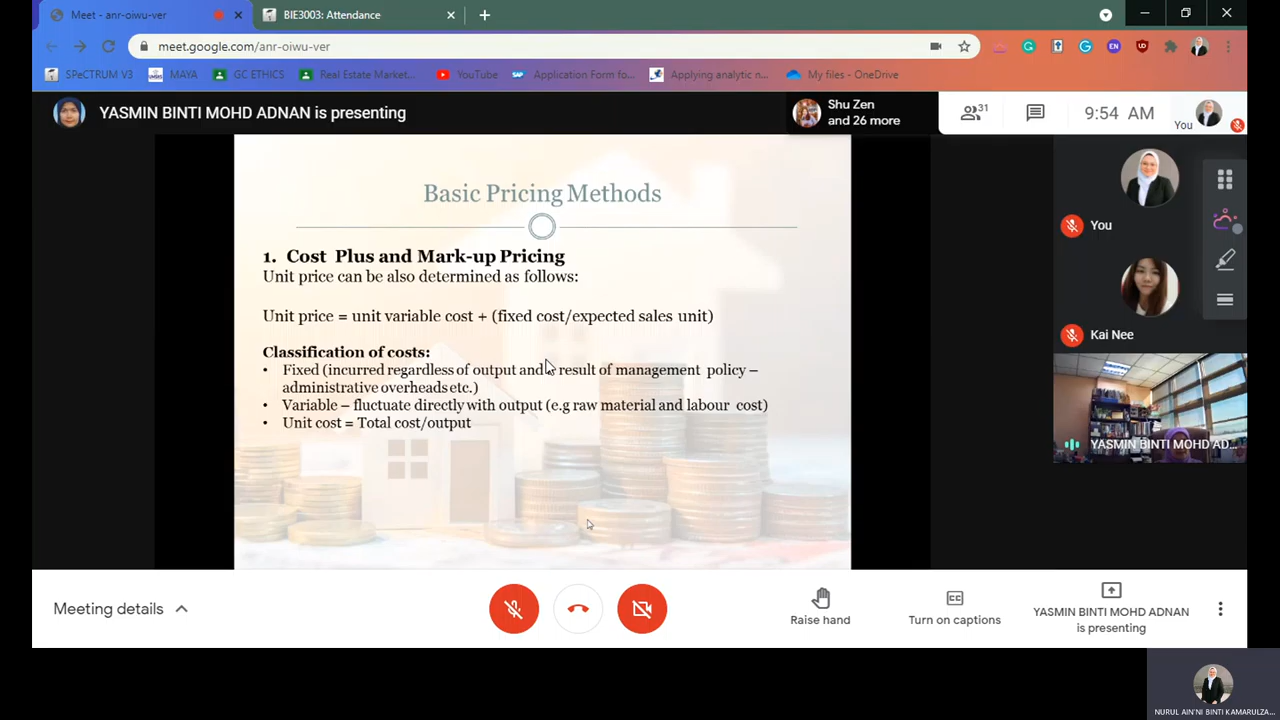 Meet - anr-oiwu-ver
BIE3003: Attendance
meet.google.com/anr-oiwu-ver
SPeCTRUM V3
MAYA
GC ETHICS
Real Estate Market...
YouTube
Application Form fo...
Applying analytic n...
My files - OneDrive
YASMIN BINTI MOHD ADNAN is presenting
Shu Zen
and 26 more
31
9:54 AM
You
Basic Pricing Methods
You
1. Cost Plus and Mark-up Pricing
Unit price can be also determined as follows:
Unit price = unit variable cost + (fixed cost/expected sales unit)
Kai Nee
Classification of costs:
• Fixed (incurred regardless of output and result of management policy –
administrative overheads etc.)
• Variable – fluctuate directly with output (e.g raw material and labour cost)
• Unit cost = Total cost/output
YASMIN BINTI MOHD AD...
Meeting details
Raise hand
Turn on captions
YASMIN BINTI MOHD ADNAN
is presenting
NURUL AIN'NI BINTI KAMARULZA...